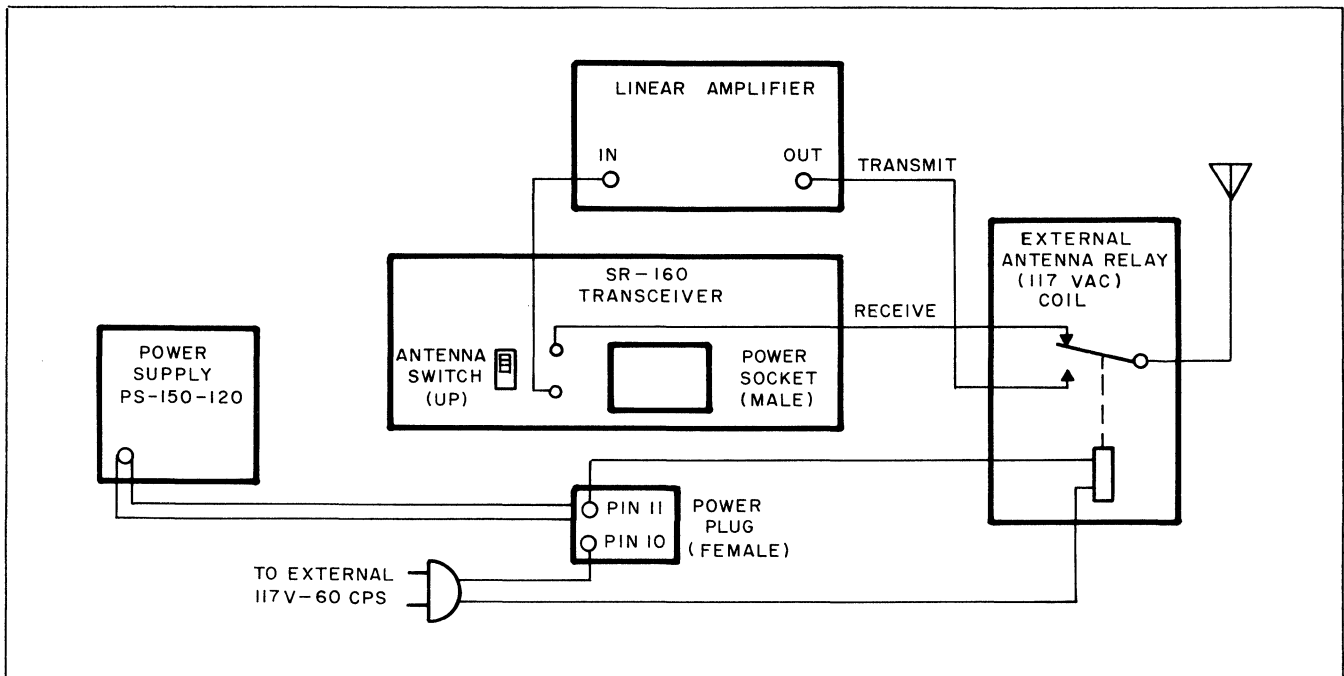 LINEAR AMPLIFIER
IN
OUT
TRANSMIT
SR-160
TRANSCEIVER
EXTERNAL
ANTENNA RELAY
(117 VAC)
COIL
RECEIVE
POWER
SUPPLY
PS-150-120
ANTENNA
SWITCH
(UP)
POWER
SOCKET
(MALE)
PIN 11
PIN 10
POWER
PLUG
(FEMALE)
TO EXTERNAL
117V-60 CPS